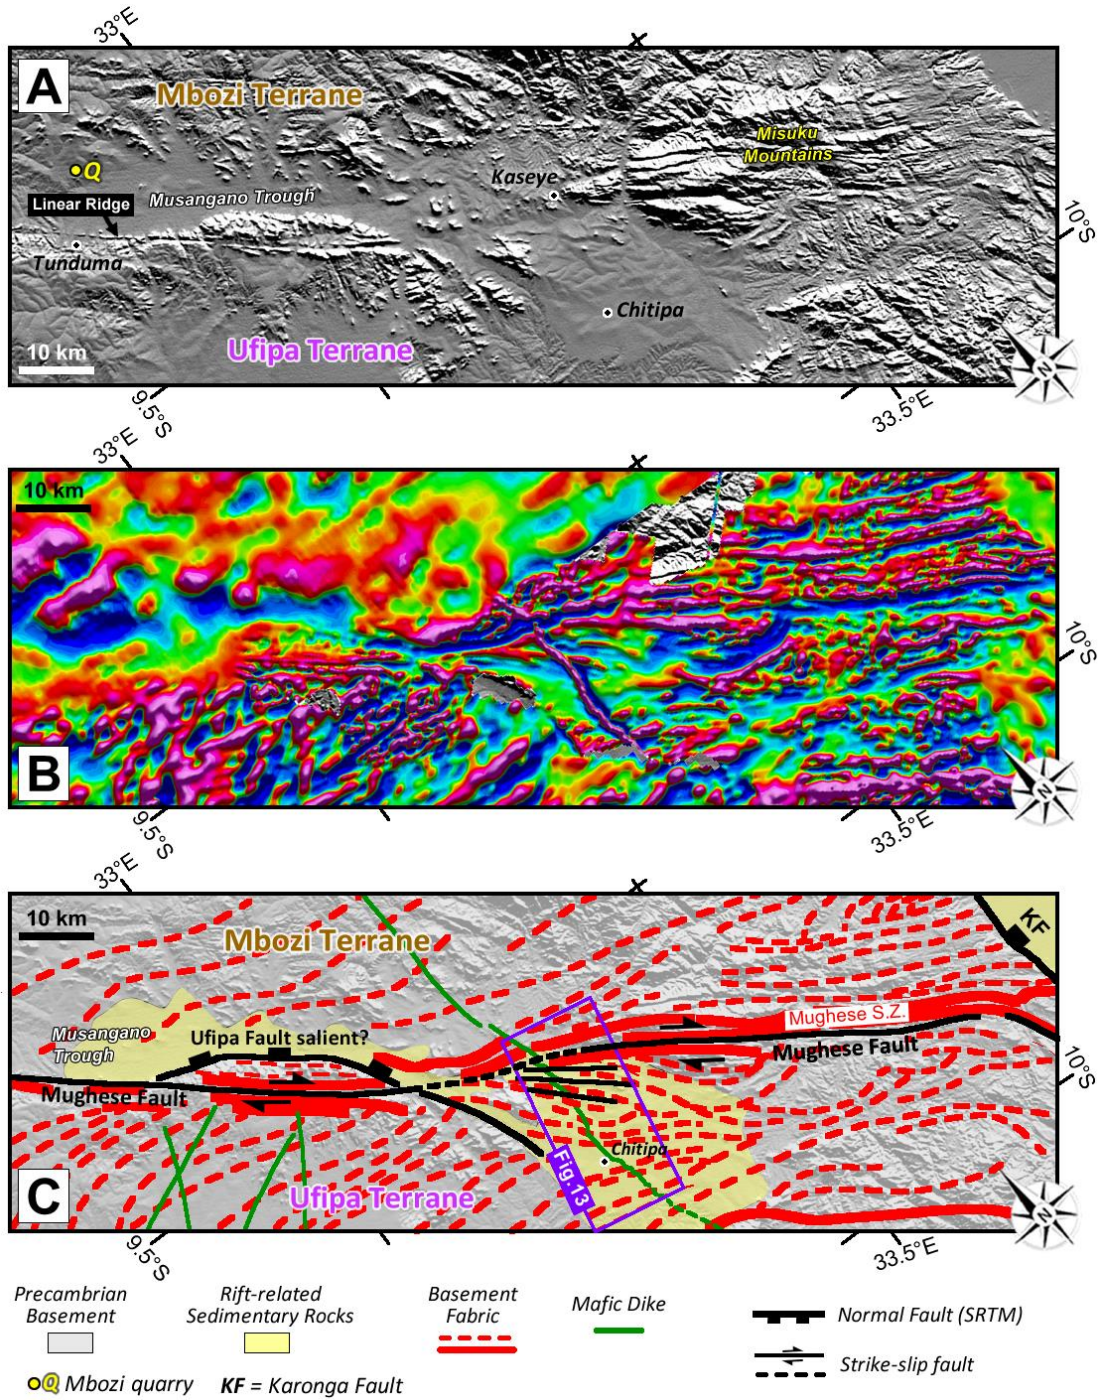 33°E
A
Mbozi Terrane
Misuku
Mountains
Q
Kaseye
Linear Ridge
Musangano Trough
10°S
Tunduma
Chitipa
Ufipa Terrane
10 km
N
9.5°S
33.5°E
33°E
10 km
10°S
B
N
9.5°S
33.5°E
33°E
10 km
KF
Mbozi Terrane
Mughese S.Z.
Musangano
Trough
Ufipa Fault salient?
Mughese Fault
10°S
Mughese Fault
Chitipa
Fig.13
C
Ufipa Terrane
N
9.5°S
33.5°E
Precambrian
Basement
Rift-related
Sedimentary Rocks
Basement
Fabric
Mafic Dike
Normal Fault (SRTM)
Strike-slip fault
Q Mbozi quarry
KF = Karonga Fault